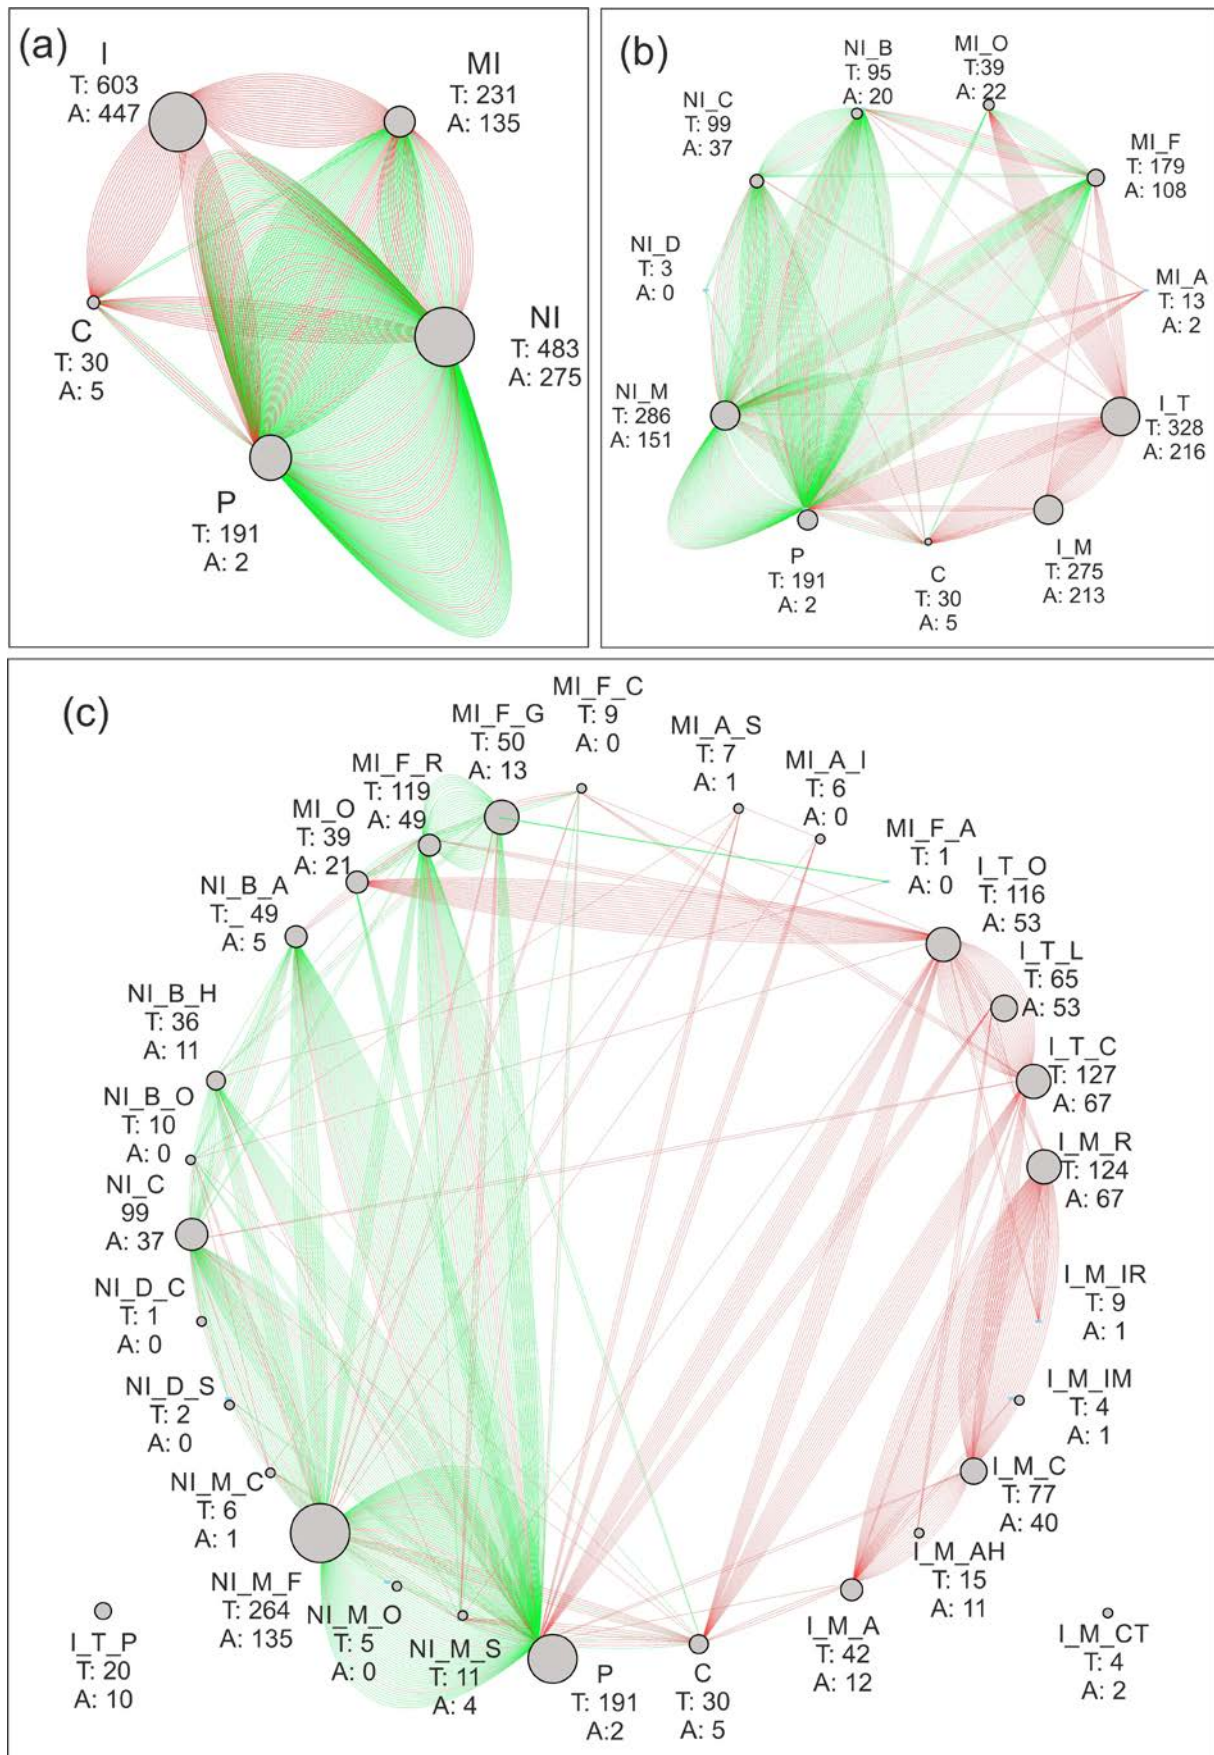 (a)
I
T: 603
A: 447
MI
T: 231
A: 135
NI
T: 483
A: 275
C
T: 30
A: 5
P
T: 191
A: 2
(b)
NI_B
T: 95
A: 20
MI_O
T:39
A: 22
NI_C
T: 99
A: 37
MI_F
T: 179
A: 108
NI_D
T: 3
A: 0
MI_A
T: 13
A: 2
NI_M
T: 286
A: 151
I_T
T: 328
A: 216
P
T: 191
A: 2
C
T: 30
A: 5
I_M
T: 275
A: 213
(c)
MI_F_C
T: 9
A: 0
MI_F_G
T: 50
A: 13
MI_A_S
T: 7
A: 1
MI_A_I
T: 6
A: 0
MI_F_R
T: 119
A: 49
MI_O
T: 39
A: 21
MI_F_A
T: 1
A: 0
NI_B_A
T:_ 49
A: 5
I_T_O
T: 116
A: 53
I_T_L
T: 65
A: 53
NI_B_H
T: 36
A: 11
I_T_C
T: 127
A: 67
NI_B_O
T: 10
A: 0
I_M_R
T: 124
A: 67
NI_C
99
A: 37
NI_D_C
T: 1
A: 0
I_M_IR
T: 9
A: 1
NI_D_S
T: 2
A: 0
I_M_IM
T: 4
A: 1
NI_M_C
T: 6
A: 1
I_M_C
T: 77
A: 40
I_M_AH
T: 15
A: 11
NI_M_F
T: 264
A: 135
NI_M_O
T: 5
A: 0
NI_M_S
T: 11
A: 4
P
T: 191
A:2
C
T: 30
A: 5
I_M_A
T: 42
A: 12
I_T_P
T: 20
A: 10
I_M_CT
T: 4
A: 2